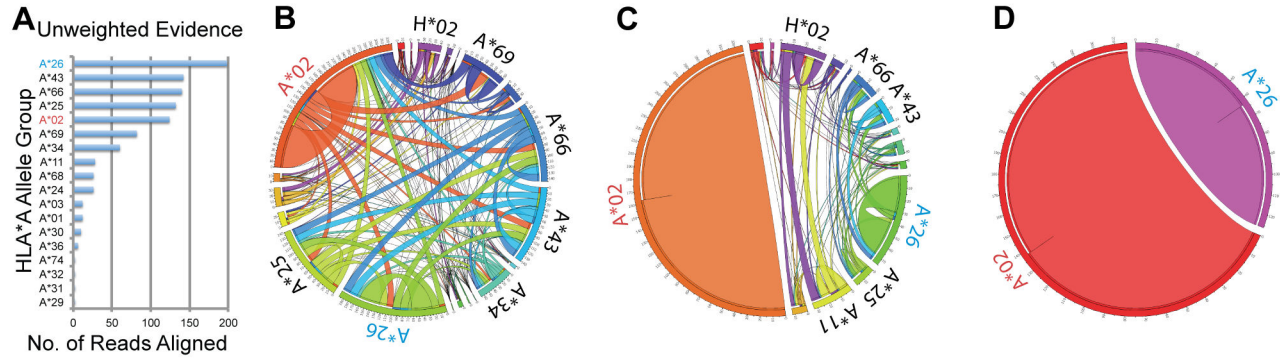 A Unweighted Evidence
HLA*A Allele Group
A*26
A*43
A*66
A*25
A*02
A*69
A*34
A*11
A*68
A*24
A*03
A*01
A*30
A*36
A*74
A*32
A*31
A*29
0 50 100 150 200
No. of Reads Aligned
B
A*02
H*02
A*69
A*66
A*43
A*34
A*26
A*25
C
A*02
H*02
A*66
A*43
A*26
A*25
A*11
D
A*02
A*26